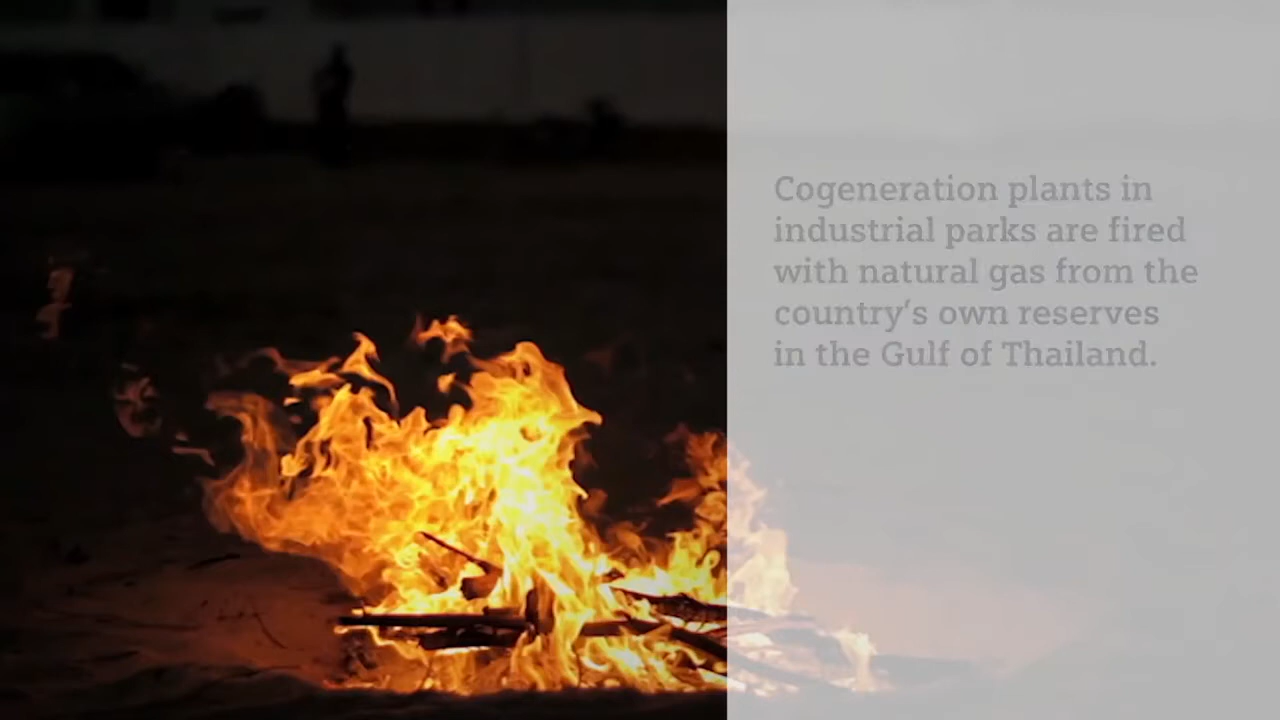 Cogeneration plants in
industrial parks are fired
with natural gas from the
country's own reserves
in the Gulf of Thailand.